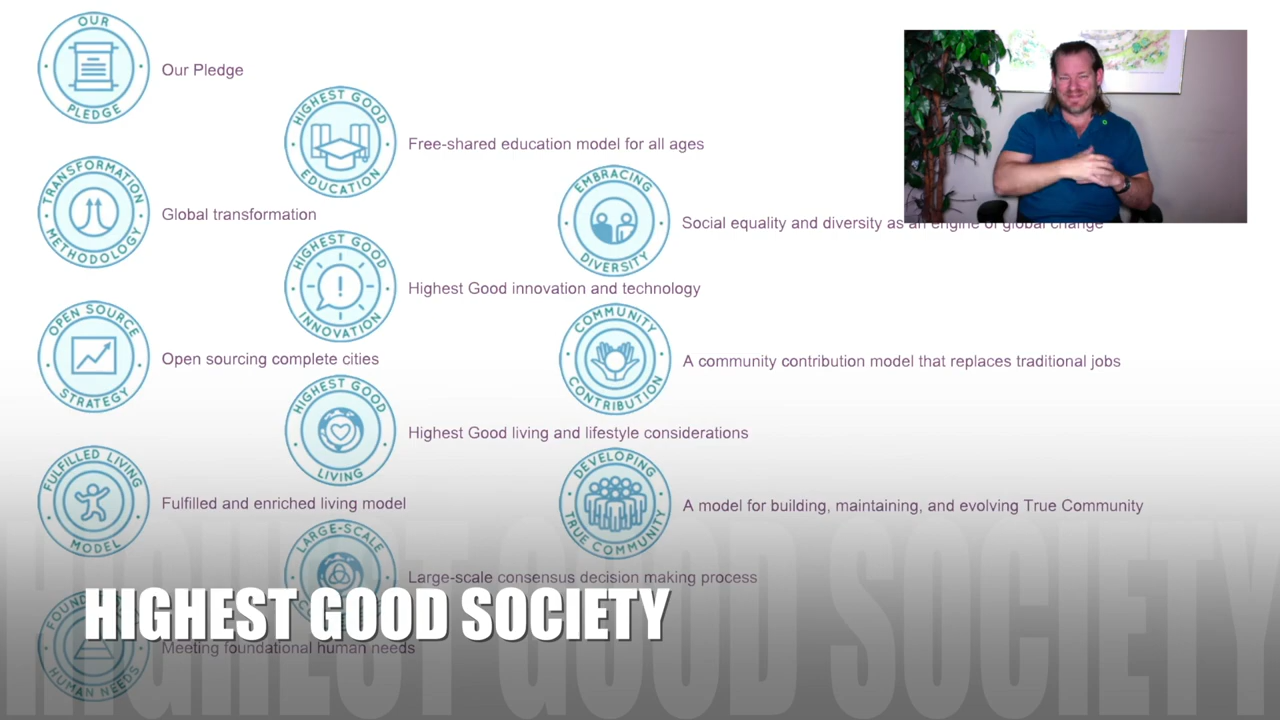 OUR
PLEDGE
Our Pledge
HIGHEST GOOD
EDUCATION
Free-shared education model for all ages
TRANSFORMATION
METHODOLOGY
Global transformation
EMBRACING
DIVERSITY
Social equality and diversity as an engine of global change
HIGHEST GOOD
INNOVATION
Highest Good innovation and technology
OPEN SOURCE
STRATEGY
Open sourcing complete cities
COMMUNITY
CONTRIBUTION
A community contribution model that replaces traditional jobs
HIGHEST GOOD
LIVING
Highest Good living and lifestyle considerations
FULFILLED LIVING
MODEL
Fulfilled and enriched living model
DEVELOPING
TRUE COMMUNITY
A model for building, maintaining, and evolving True Community
LARGE-SCALE
Large-scale consensus decision making process
HUMAN NEEDS
Meeting foundational human needs
HIGHEST GOOD SOCIETY
HIGHEST GOOD SOCIETY